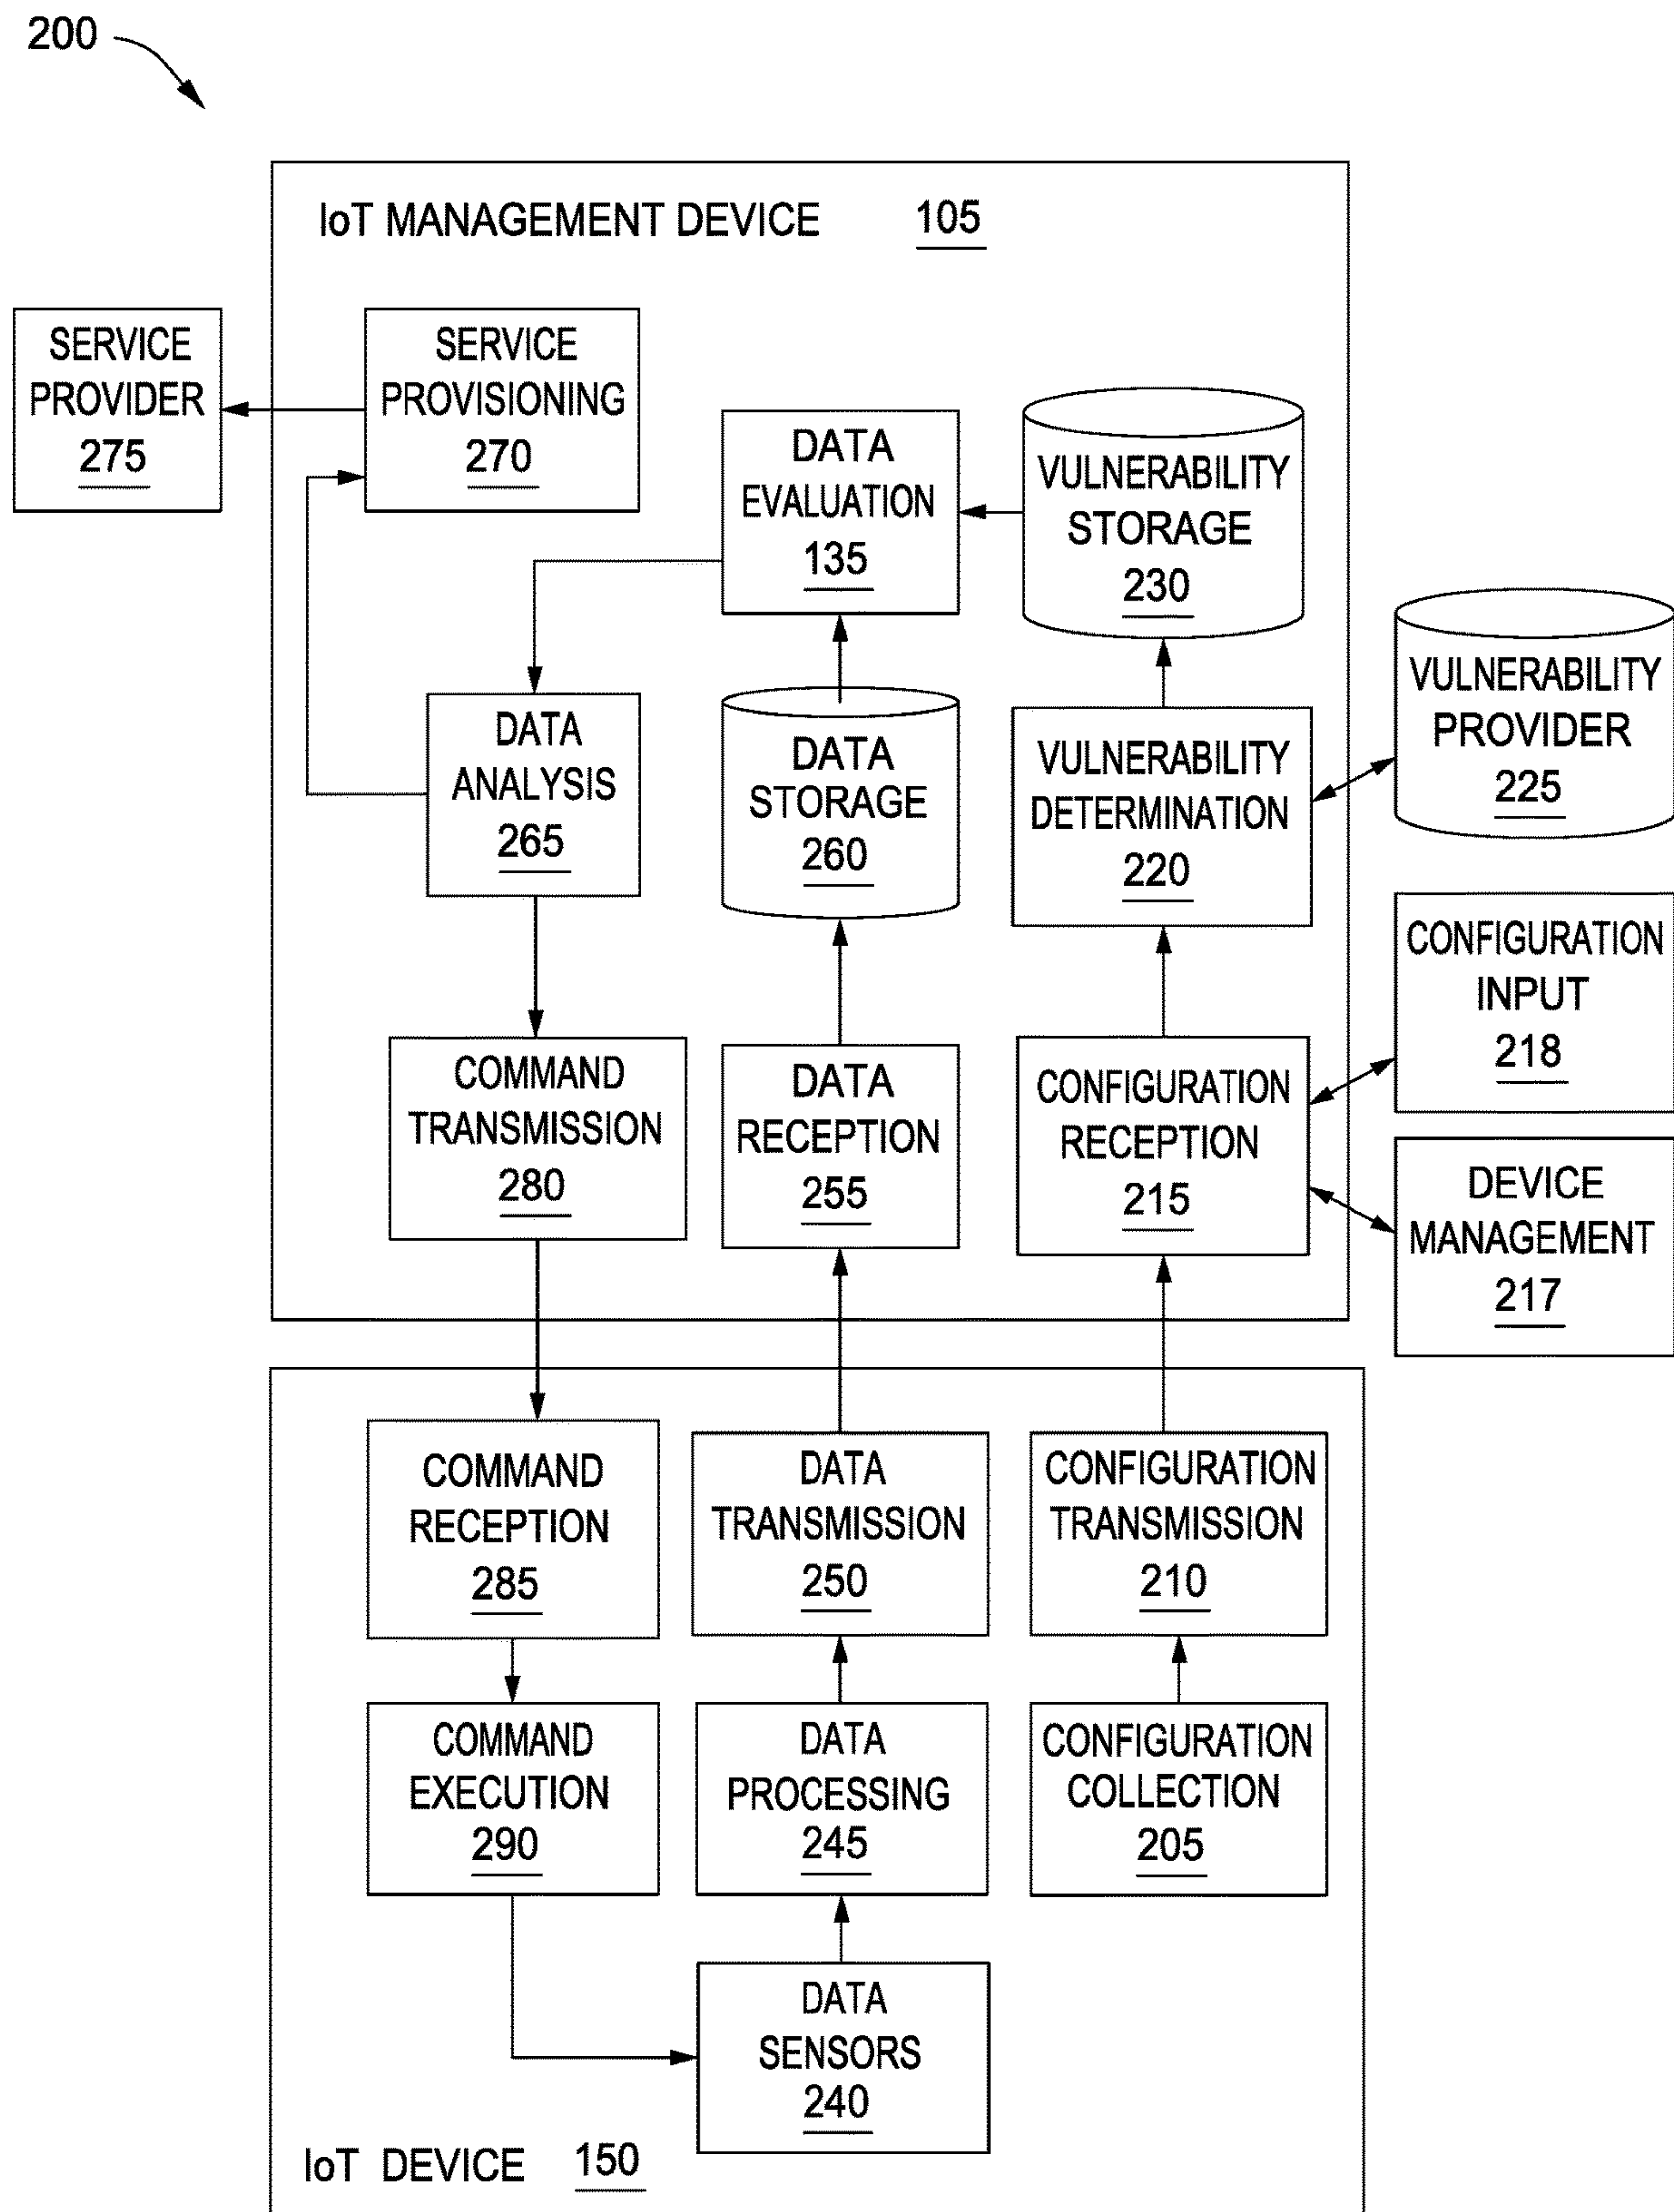 200
IoT MANAGEMENT DEVICE 105
SERVICE
PROVIDER
275
SERVICE
PROVISIONING
270
DATA
EVALUATION
135
VULNERABILITY
STORAGE
230
VULNERABILITY
PROVIDER
225
DATA
ANALYSIS
265
DATA
STORAGE
260
VULNERABILITY
DETERMINATION
220
CONFIGURATION
INPUT
218
COMMAND
TRANSMISSION
280
DATA
RECEPTION
255
CONFIGURATION
RECEPTION
215
DEVICE
MANAGEMENT
217
COMMAND
RECEPTION
285
DATA
TRANSMISSION
250
CONFIGURATION
TRANSMISSION
210
COMMAND
EXECUTION
290
DATA
PROCESSING
245
CONFIGURATION
COLLECTION
205
DATA
SENSORS
240
IoT DEVICE 150